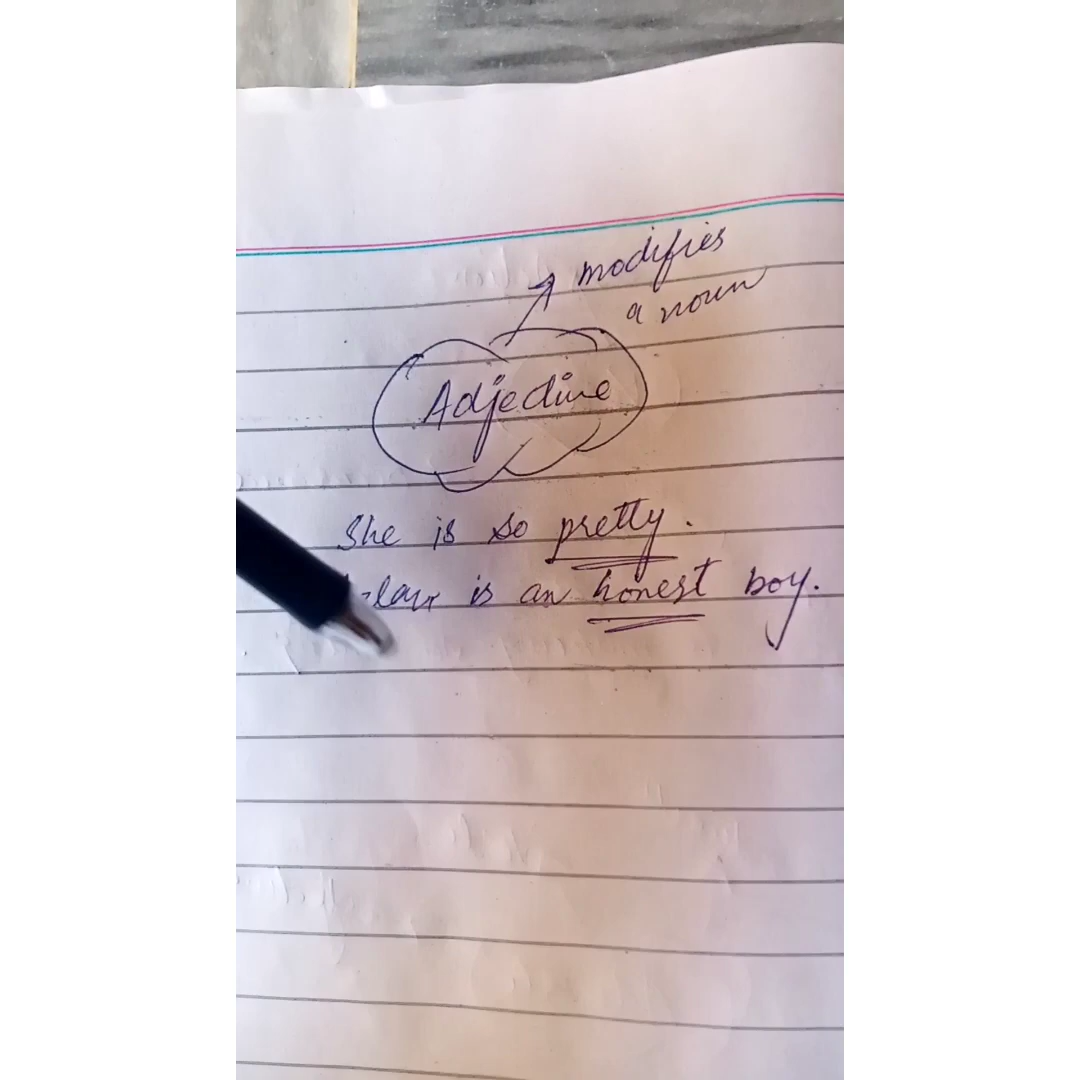 modifies
a noun
Adjective
She is so pretty.
is an honest boy.